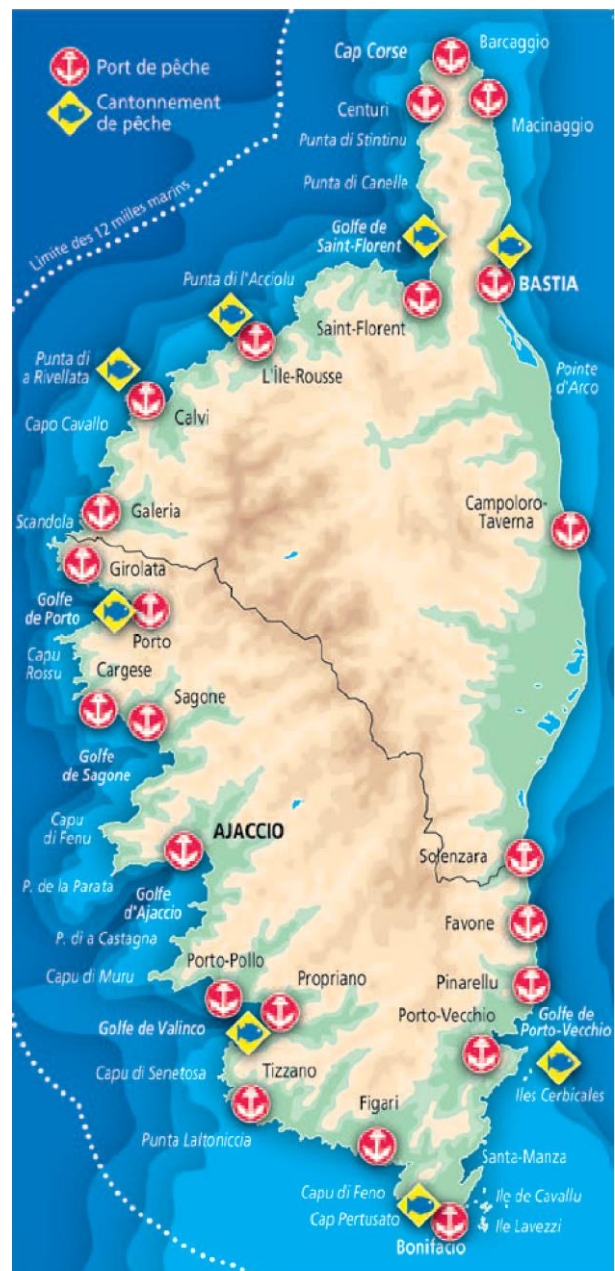 Port de pêche
Cantonnement
de pêche
Cap Corse
Barcaggio
Centuri
Macinaggio
Punta di Stintinu
Punta di Canelle
Limite des 12 milles marins
Golfe de
Saint-Florent
BASTIA
Punta di l'Acciolu
Saint-Florent
L'Île-Rousse
Punta di
a Rivellata
Pointe
d'Arco
Calvi
Capo Cavallo
Galeria
Campoloro-
Taverna
Scandola
Girolata
Golfe
de Porto
Porto
Capu
Rossu
Cargese
Sagone
Golfe
de Sagone
Capu
di Fenu
AJACCIO
Solenzara
P. de la Parata
Golfe
d'Ajaccio
Favone
P. di a Castagna
Porto-Pollo
Capu di Muru
Propriano
Pinarellu
Porto-Vecchio
Golfe de
Porto-Vecchio
Golfe de Valinco
Capu di Senetosa
Tizzano
Iles Cerbicales
Figari
Punta Laltoniccia
Santa-Manza
Capu di Feno
Ile de Cavallu
Cap Pertusato
Ile Lavezzi
Bonifacio